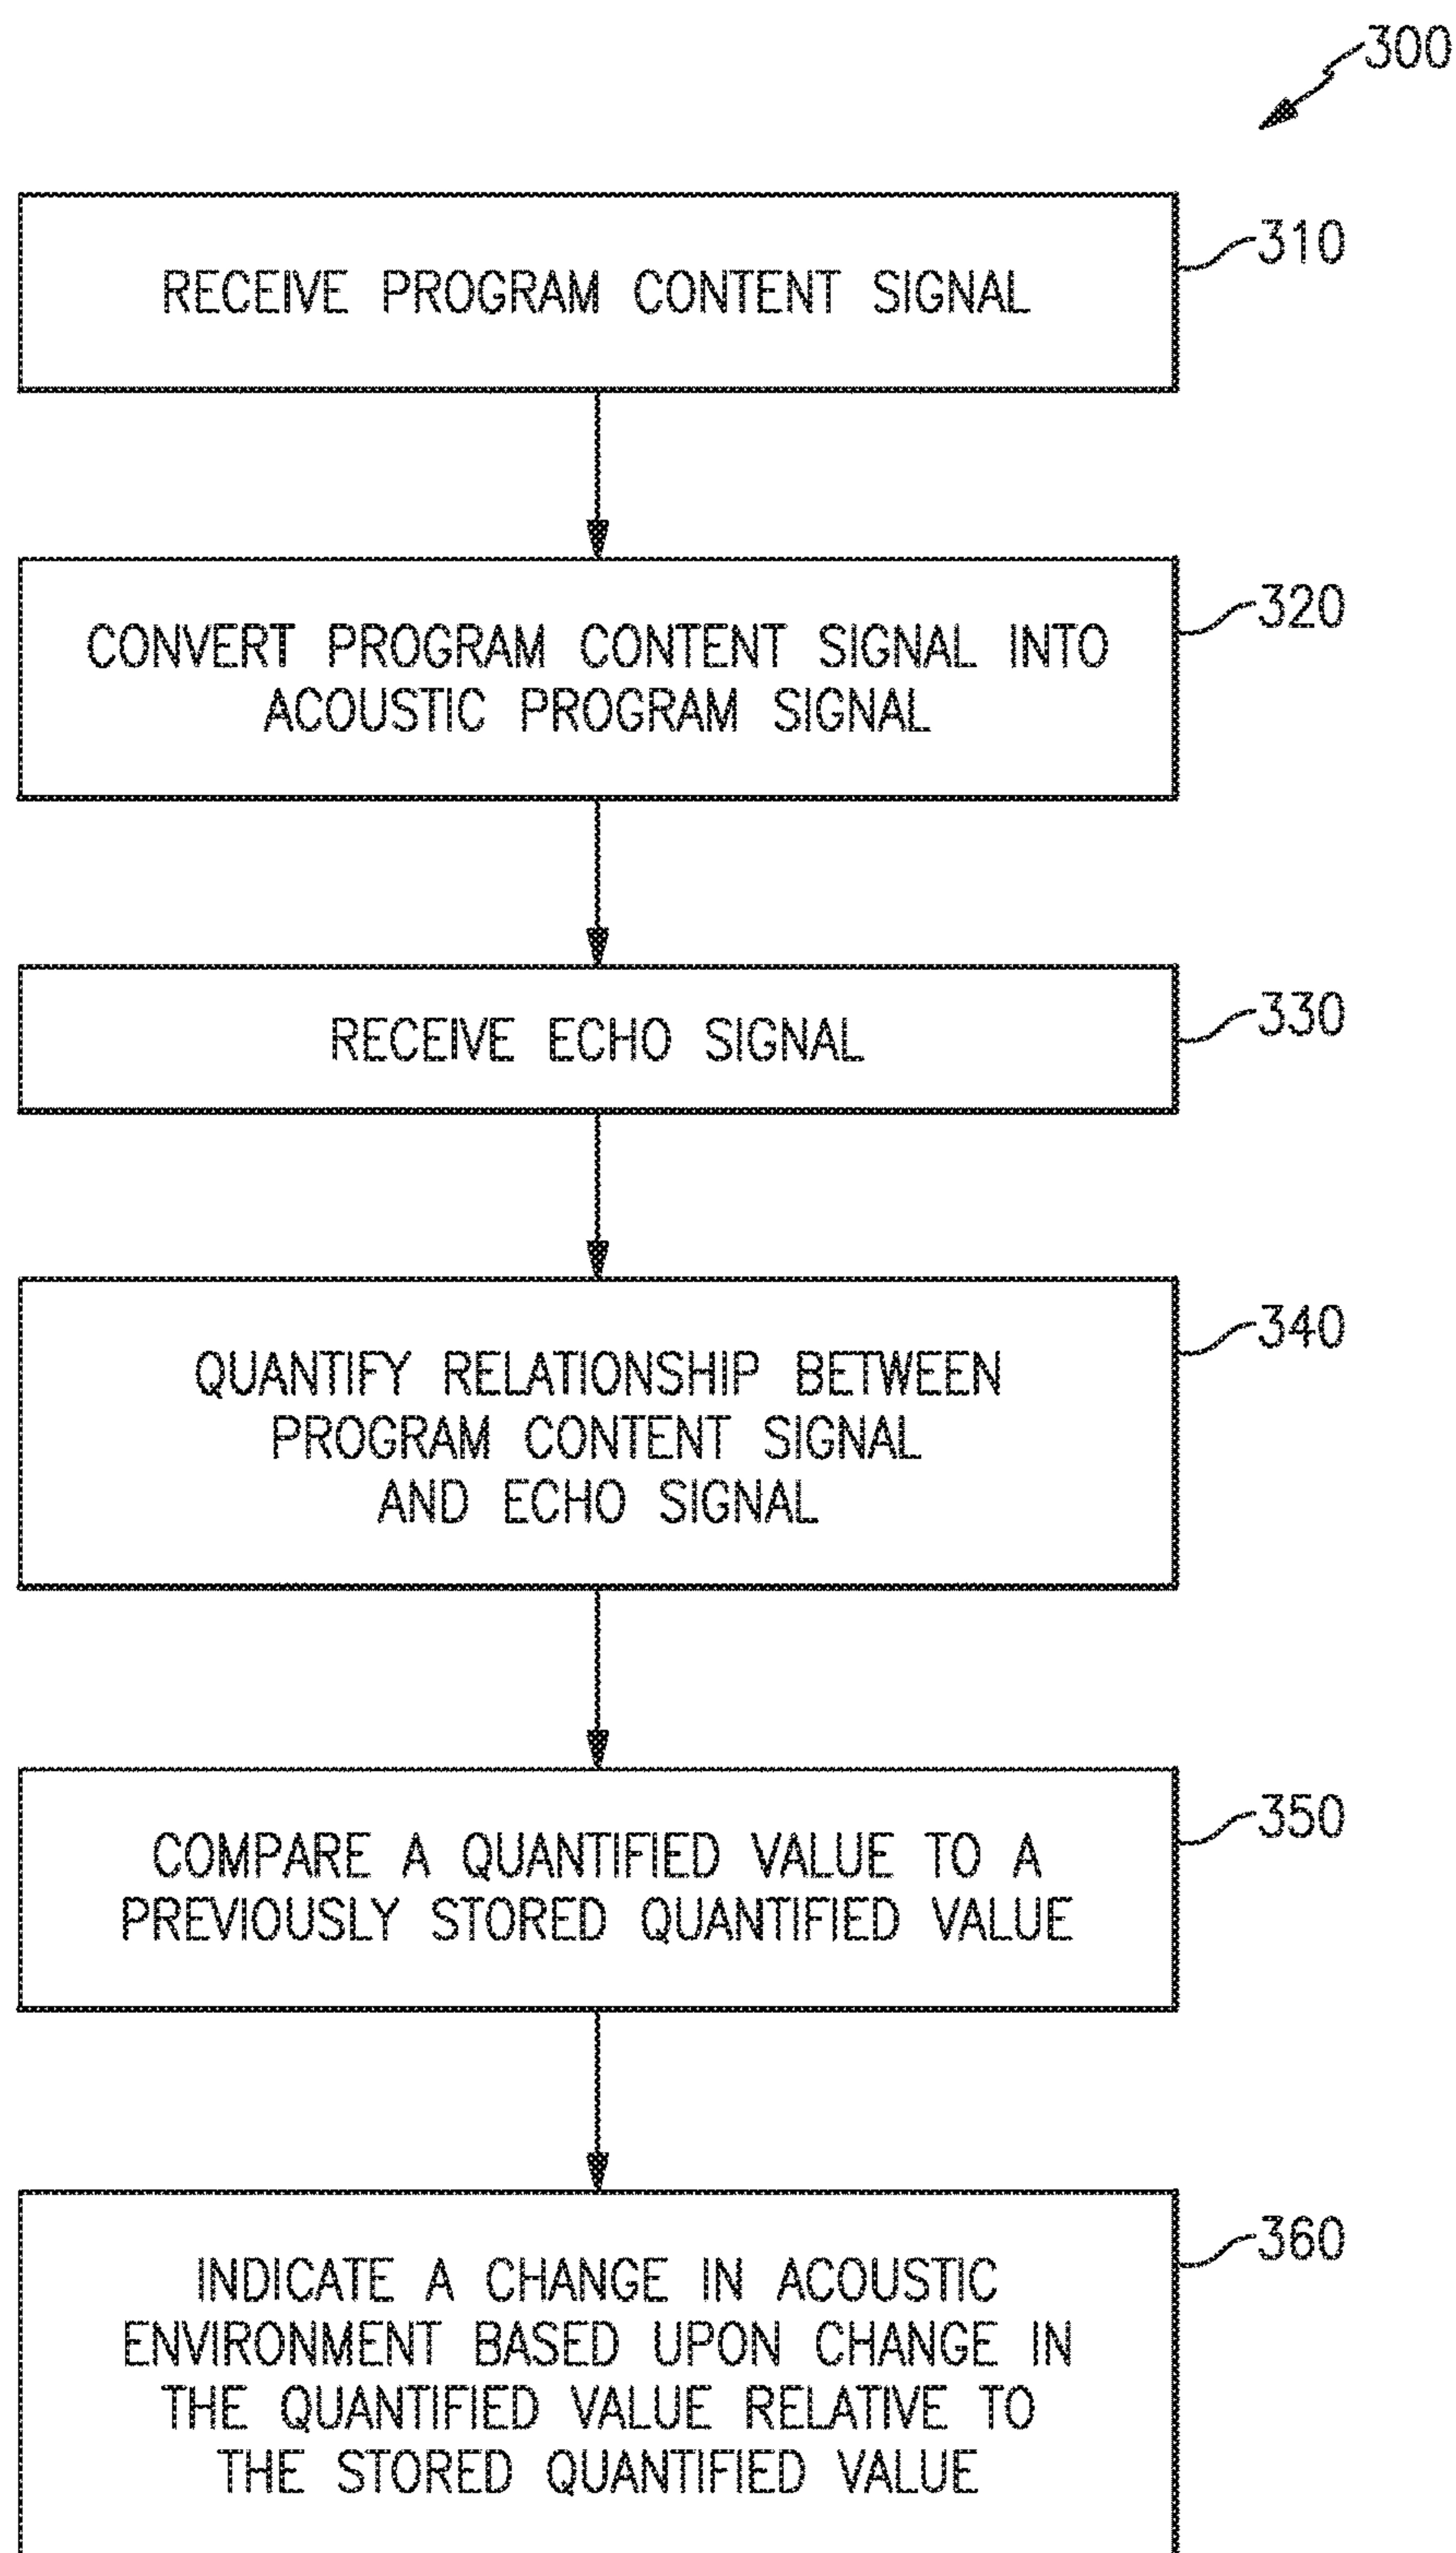 300
RECEIVE PROGRAM CONTENT SIGNAL
310
CONVERT PROGRAM CONTENT SIGNAL INTO
ACOUSTIC PROGRAM SIGNAL
320
RECEIVE ECHO SIGNAL
330
QUANTIFY RELATIONSHIP BETWEEN
PROGRAM CONTENT SIGNAL
AND ECHO SIGNAL
340
COMPARE A QUANTIFIED VALUE TO A
PREVIOUSLY STORED QUANTIFIED VALUE
350
INDICATE A CHANGE IN ACOUSTIC
ENVIRONMENT BASED UPON CHANGE IN
THE QUANTIFIED VALUE RELATIVE TO
THE STORED QUANTIFIED VALUE
360